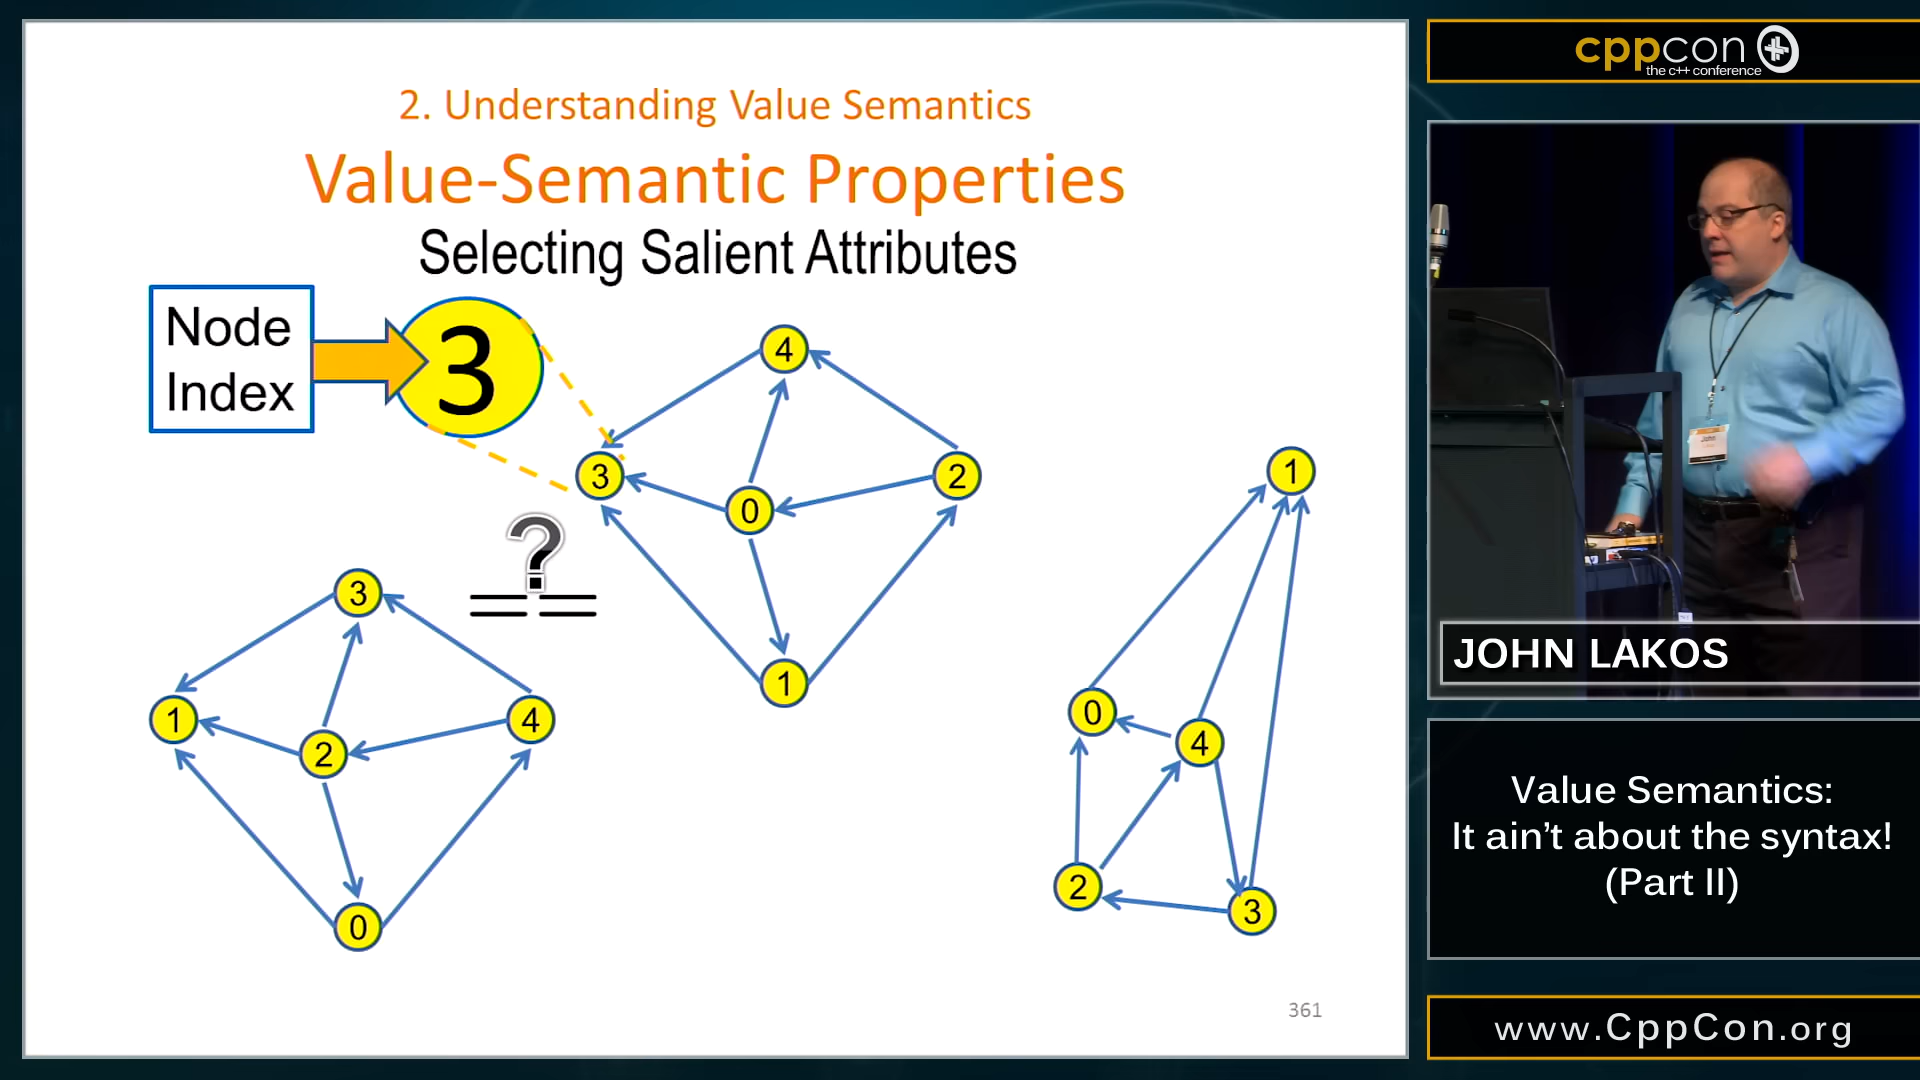 2. Understanding Value Semantics
Value-Semantic Properties
Selecting Salient Attributes
Node
Index
3
4
3
0
2
1
?
== 
3
1
2
4
0
1
0
4
2
3
361
cppcon
the c++ conference
JOHN LAKOS
Value Semantics:
It ain’t about the syntax!
(Part II)
www.CppCon.org